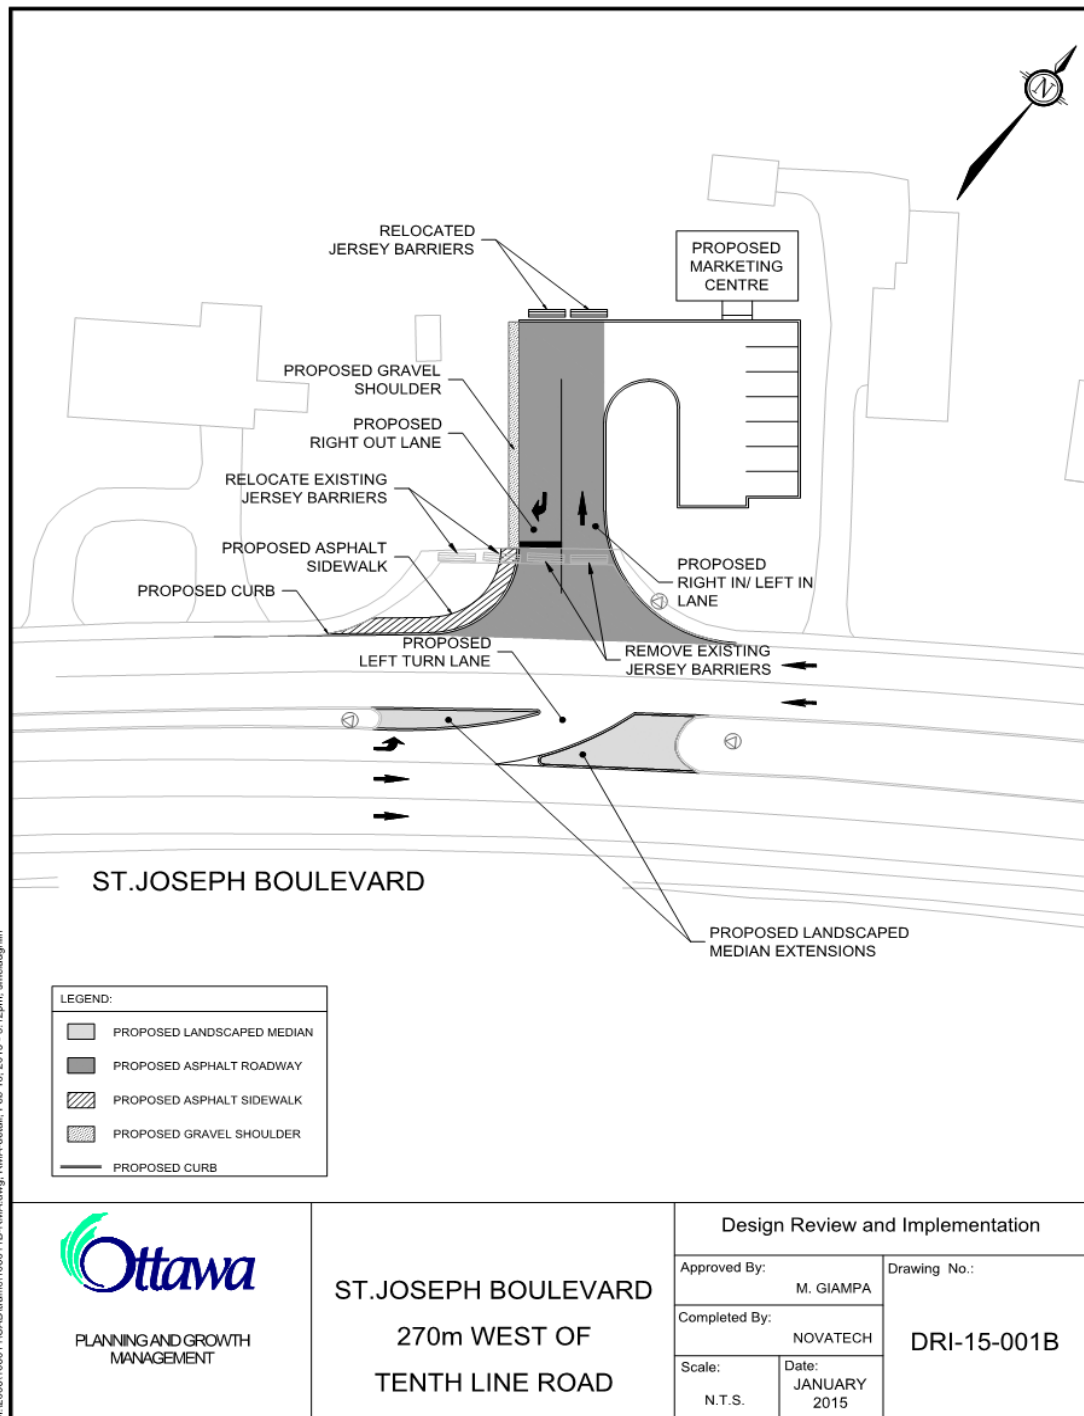 N
RELOCATED
JERSEY BARRIERS
PROPOSED
MARKETING
CENTRE
PROPOSED GRAVEL
SHOULDER
PROPOSED
RIGHT OUT LANE
RELOCATE EXISTING
JERSEY BARRIERS
PROPOSED ASPHALT
SIDEWALK
PROPOSED CURB
PROPOSED
RIGHT IN/ LEFT IN
LANE
PROPOSED
LEFT TURN LANE
REMOVE EXISTING
JERSEY BARRIERS
ST.JOSEPH BOULEVARD
PROPOSED LANDSCAPED
MEDIAN EXTENSIONS
LEGEND:
PROPOSED LANDSCAPED MEDIAN
PROPOSED ASPHALT ROADWAY
PROPOSED ASPHALT SIDEWALK
PROPOSED GRAVEL SHOULDER
PROPOSED CURB
Ottawa
PLANNING AND GROWTH
MANAGEMENT
ST.JOSEPH BOULEVARD
270m WEST OF
TENTH LINE ROAD
Design Review and Implementation
Approved By:
M. GIAMPA
Completed By:
NOVATECH
Scale:
N.T.S.
Date:
JANUARY
2015
Drawing No.:
DRI-15-001B